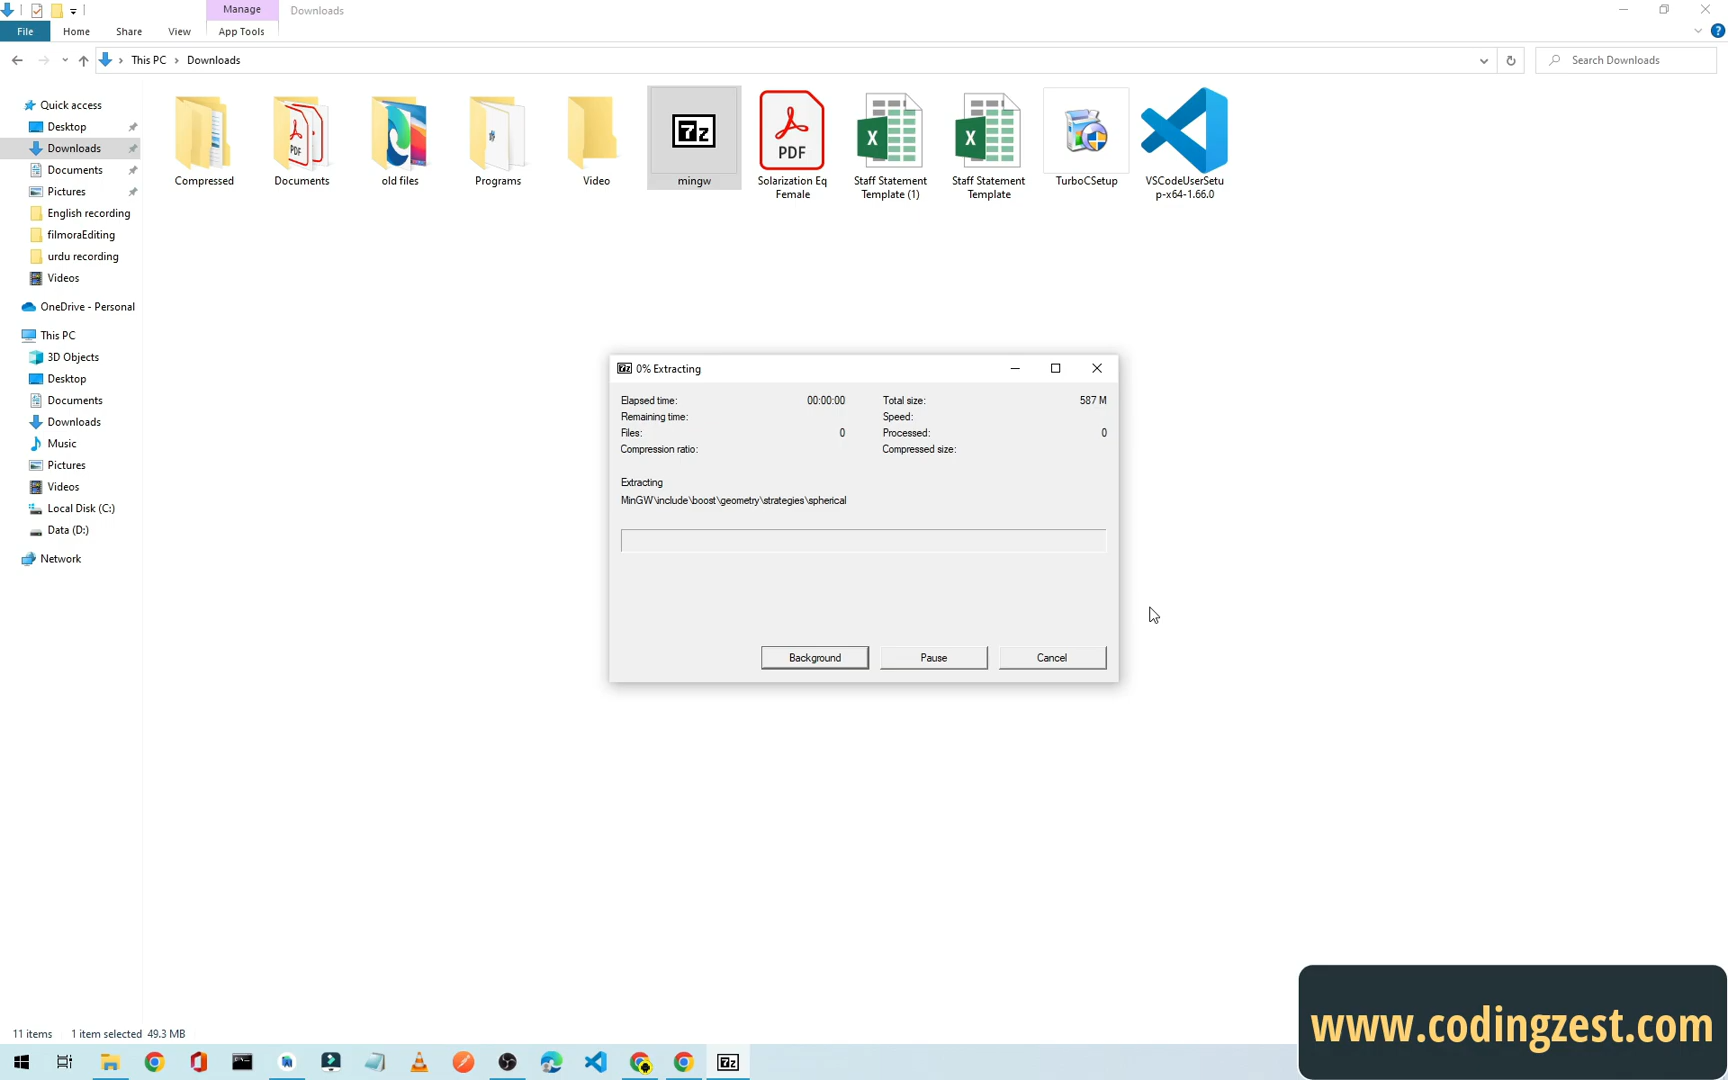 Manage
Downloads
File
Home
Share
View
App Tools
This PC
Downloads
Search Downloads
Quick access
Desktop
Downloads
Documents
Pictures
English recording
filmoraEditing
urdu recording
Videos
OneDrive - Personal
This PC
3D Objects
Desktop
Documents
Downloads
Music
Pictures
Videos
Local Disk (C:)
Data (D:)
Network
PDF
7z
PDF
X
X
Compressed
Documents
old files
Programs
Video
mingw
Solarization Eq
Female
Staff Statement
Template (1)
Staff Statement
Template
TurboCSetup
VSCodeUserSetu
p-x64-1.66.0
7z
0% Extracting
Elapsed time:
00:00:00
Total size:
587 M
Remaining time:
Speed:
Files:
0
Processed:
0
Compression ratio:
Compressed size:
Extracting
MinGW\include\boost\geometry\strategies\spherical
Background
Pause
Cancel
11 items
1 item selected
49.3 MB
7z
www.codingzest.com